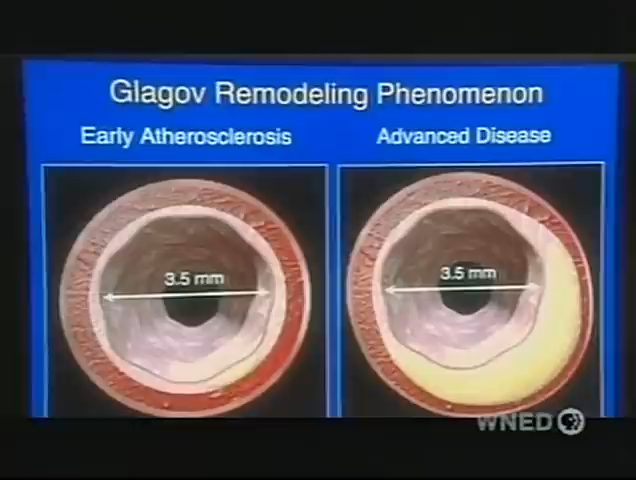 Glagov Remodeling Phenomenon
Early Atherosclerosis
Advanced Disease
3.5 mm
3.5 mm
WNED